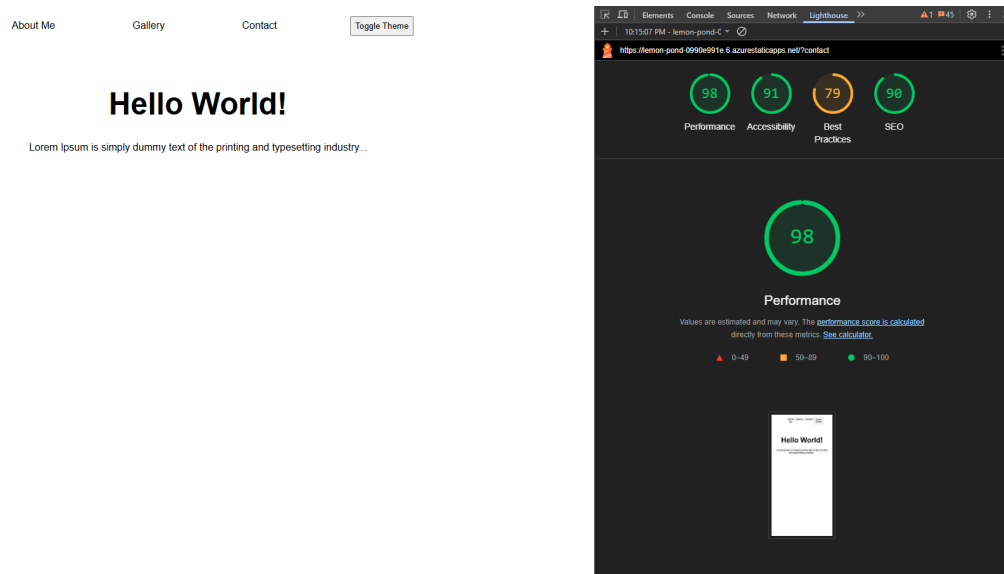 About Me Gallery Contact Toggle Theme
Hello World!
Lorem Ipsum is simply dummy text of the printing and typesetting industry...
Elements Console Sources Network Lighthouse 1 45
10:15:07 PM - lemon-pond-0
https://lemon-pond-0990e991e.6.azurestaticapps.net/?contact
98 91 79 90
Performance Accessibility Best Practices SEO
98
Performance
Values are estimated and may vary. The performance score is calculated
directly from these metrics. See calculator.
0–49 50–89 90–100
Hello World!